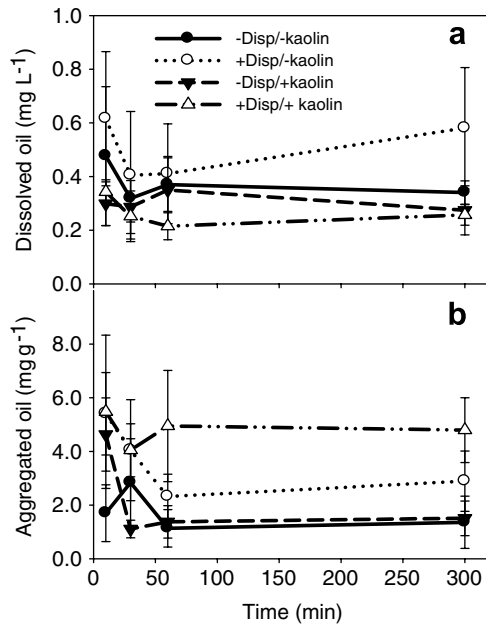 1.0
0.8
0.6
0.4
0.2
0.0
Dissolved oil (mg L-1)
a
-Disp/-kaolin
+Disp/-kaolin
-Disp/+kaolin
+Disp/+ kaolin
8.0
6.0
4.0
2.0
0.0
Aggregated oil (mg g-1)
b
0 50 100 150 200 250 300
Time (min)